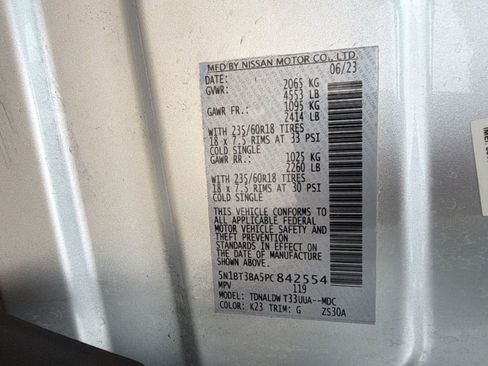 MFD BY NISSAN MOTOR CO., LTD.
DATE: 06/23
GVWR: 2065 KG
4553 LB
GAWR FR.: 1095 KG
2414 LB
WITH 235/60R18 TIRES
18 x 7.5 RIMS AT 33 PSI
COLD SINGLE
GAWR RR.: 1025 KG
2260 LB
WITH 235/60R18 TIRES
18 x 7.5 RIMS AT 30 PSI
COLD SINGLE
THIS VEHICLE CONFORMS TO
ALL APPLICABLE FEDERAL
MOTOR VEHICLE SAFETY AND
THEFT PREVENTION
STANDARDS IN EFFECT ON
THE DATE OF MANUFACTURE
SHOWN ABOVE.
5N1BT3BA5PC842554
MPV 119
MODEL: TDNALDW T33UUA--MDC
COLOR: K23 TRIM: G ZS30A